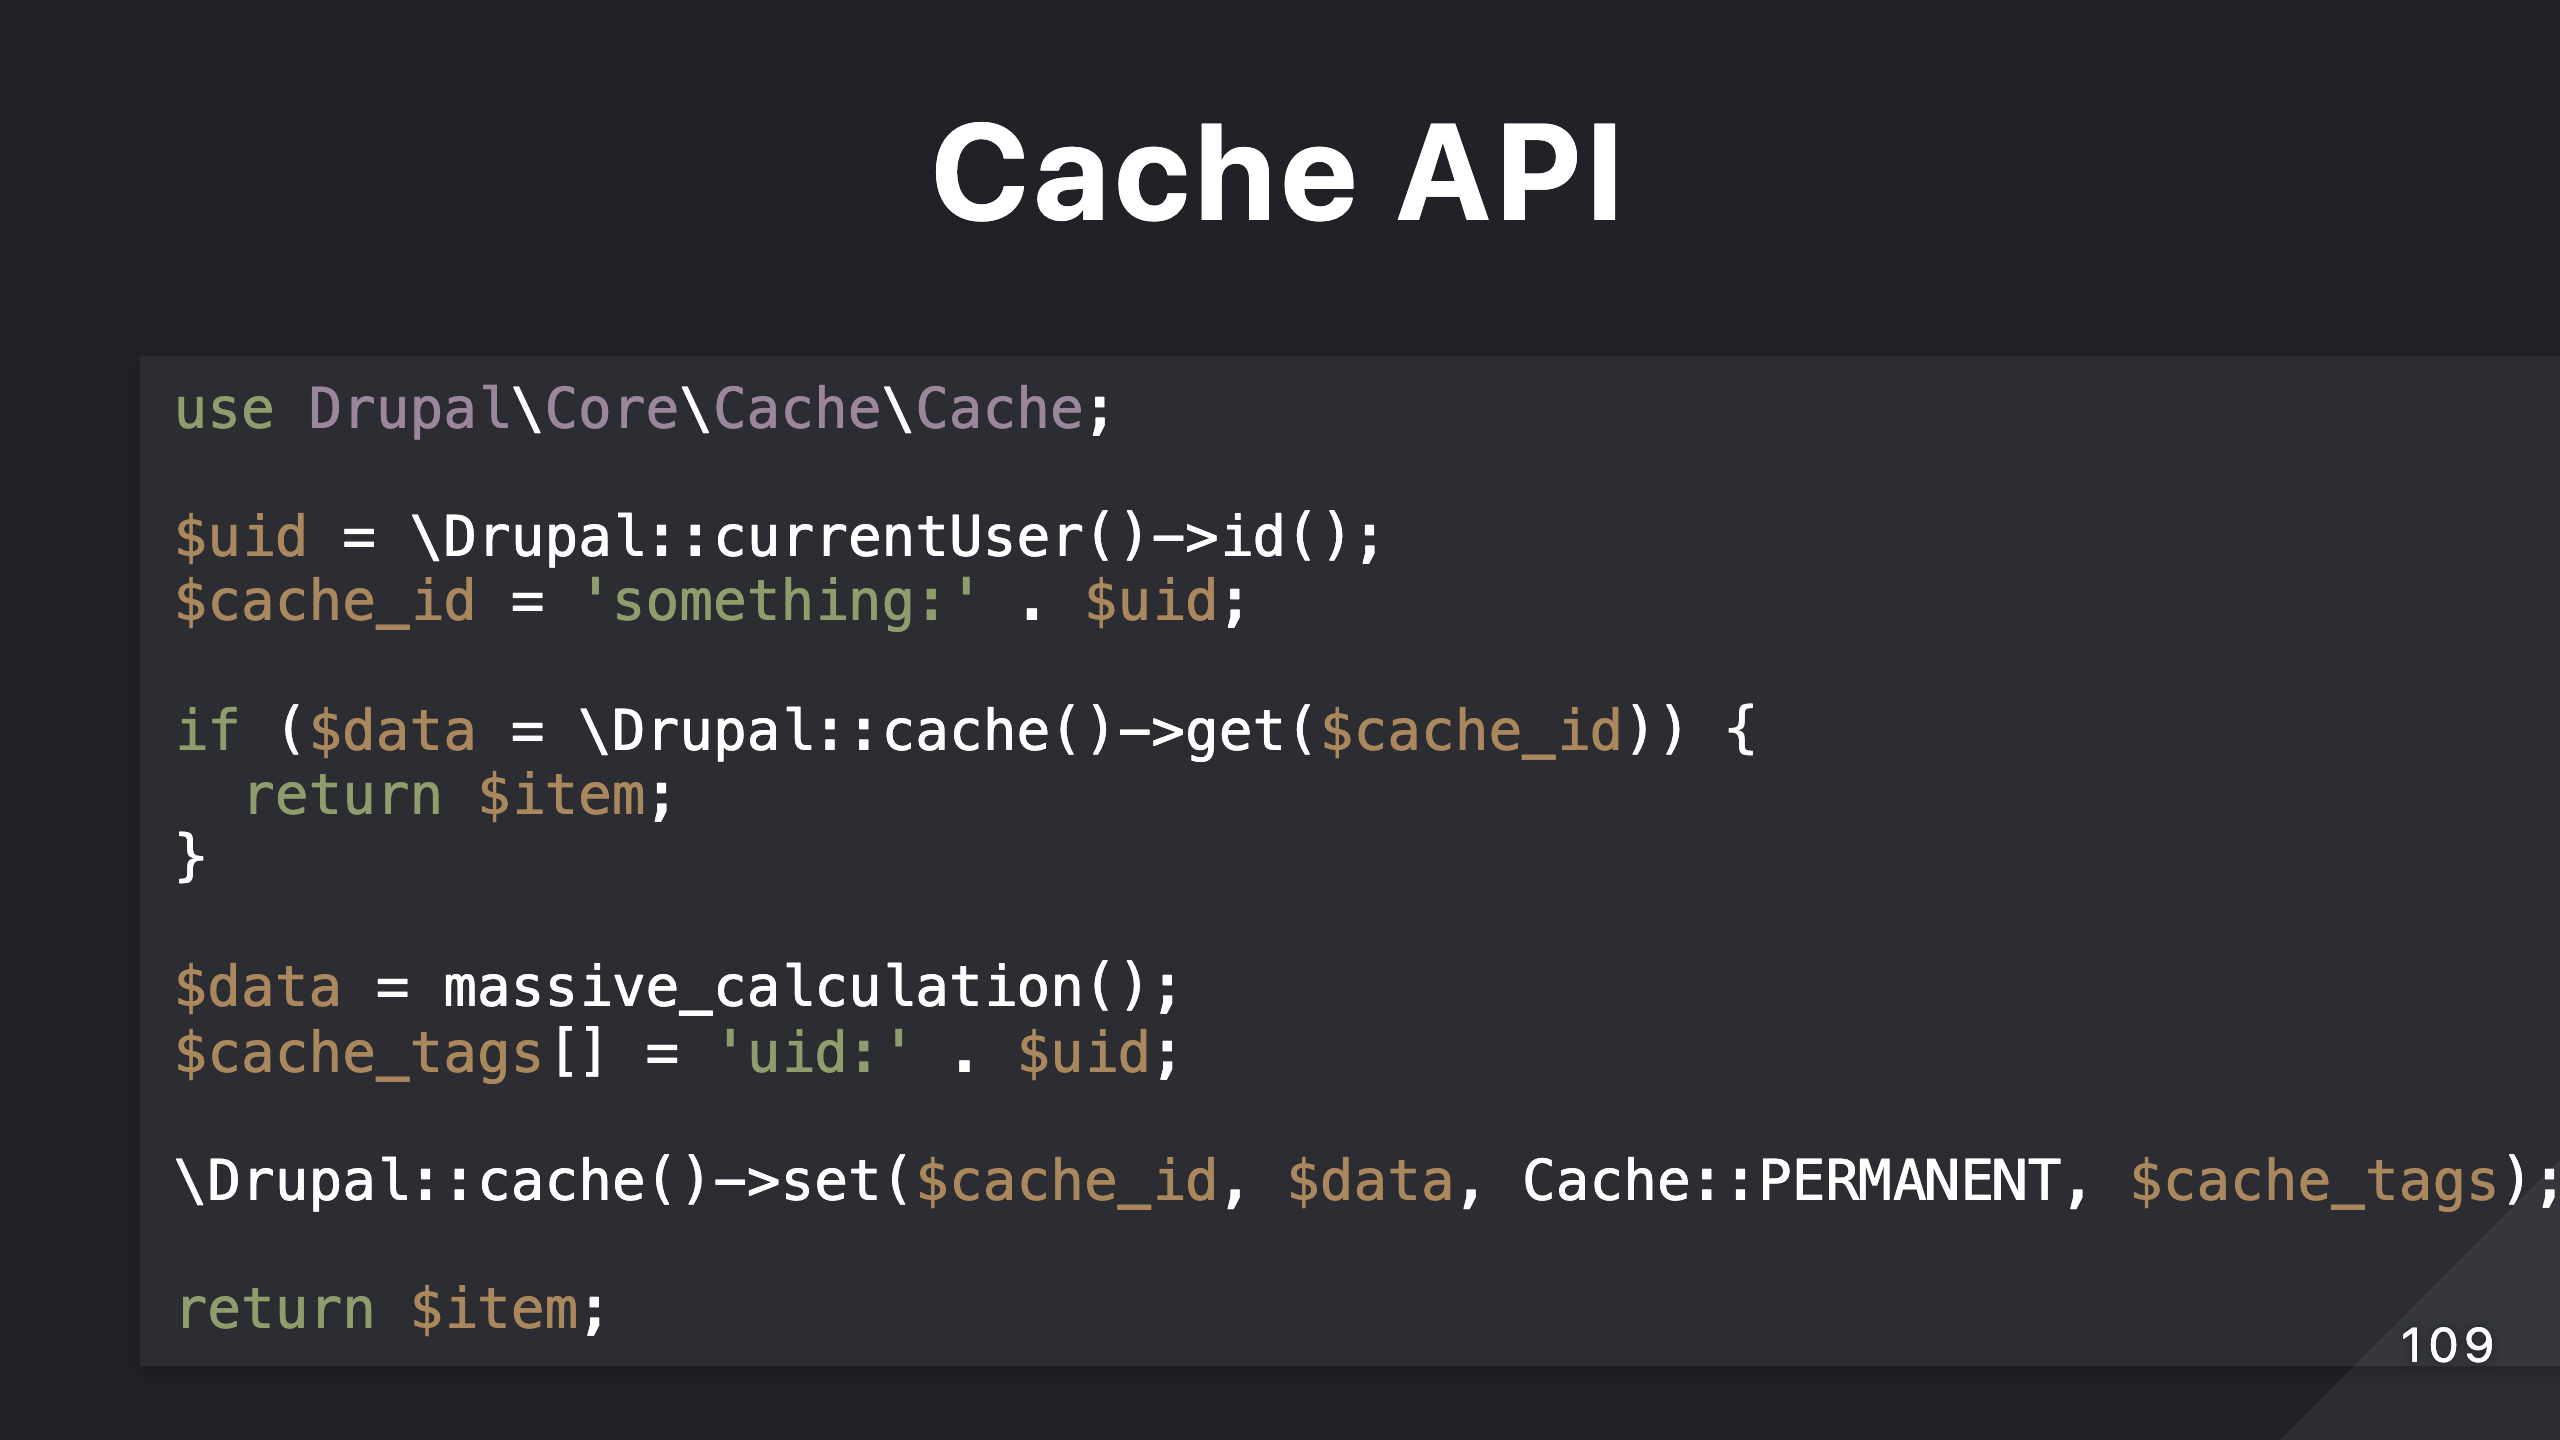 Cache API
use Drupal\Core\Cache\Cache;
$uid = \Drupal::currentUser()->id();
$cache_id = 'something:' . $uid;
if ($data = \Drupal::cache()->get($cache_id)) {
  return $item;
}
$data = massive_calculation();
$cache_tags[] = 'uid:' . $uid;
\Drupal::cache()->set($cache_id, $data, Cache::PERMANENT, $cache_tags);
return $item;
109